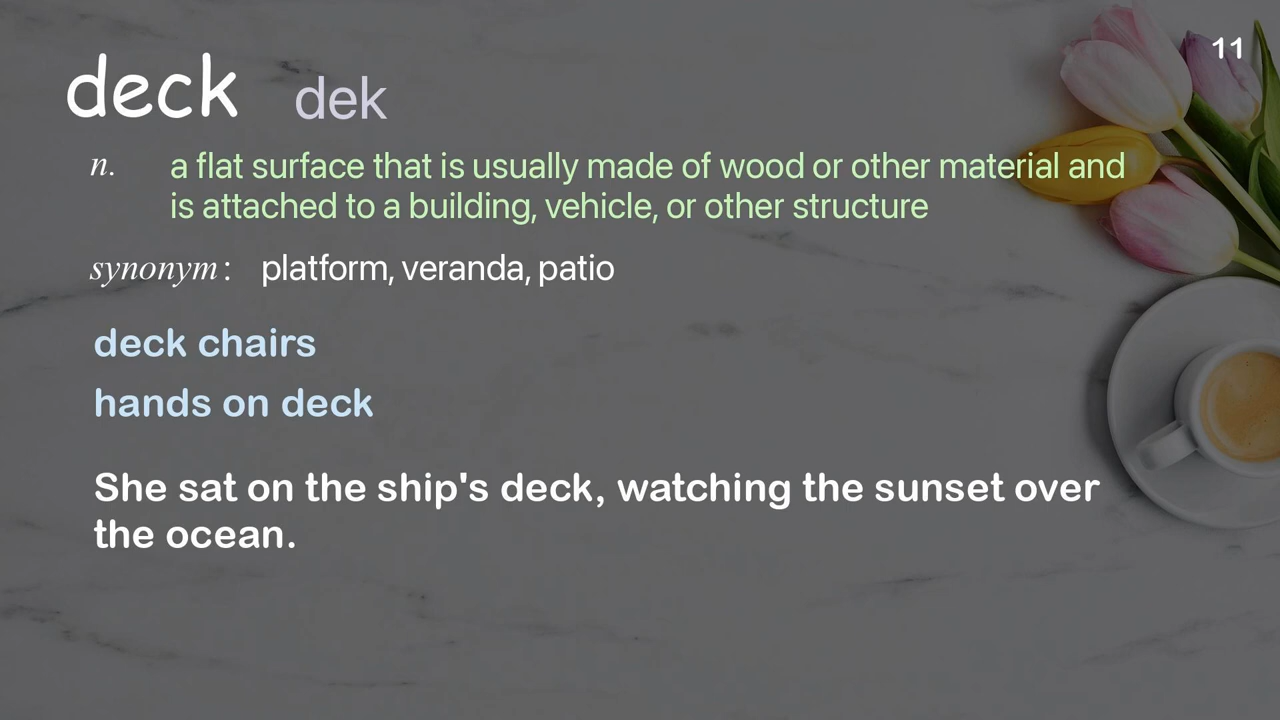 11
deck dek
n. a flat surface that is usually made of wood or other material and
is attached to a building, vehicle, or other structure
synonym: platform, veranda, patio
deck chairs
hands on deck
She sat on the ship's deck, watching the sunset over
the ocean.